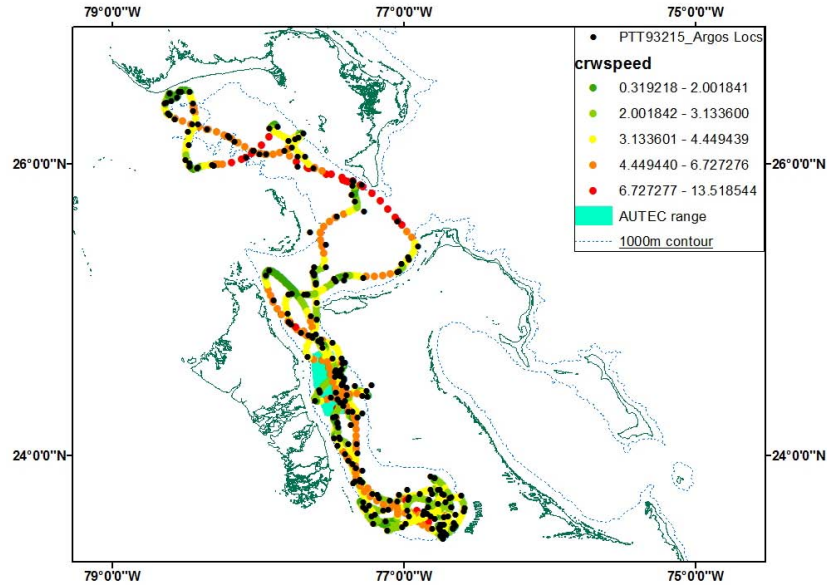 79°0'0"W 77°0'0"W 75°0'0"W
PTT93215_Argos Locs
crwspeed
0.319218 - 2.001841
2.001842 - 3.133600
3.133601 - 4.449439
4.449440 - 6.727276
6.727277 - 13.518544
AUTEC range
1000m contour
26°0'0"N 26°0'0"N
24°0'0"N 24°0'0"N
79°0'0"W 77°0'0"W 75°0'0"W